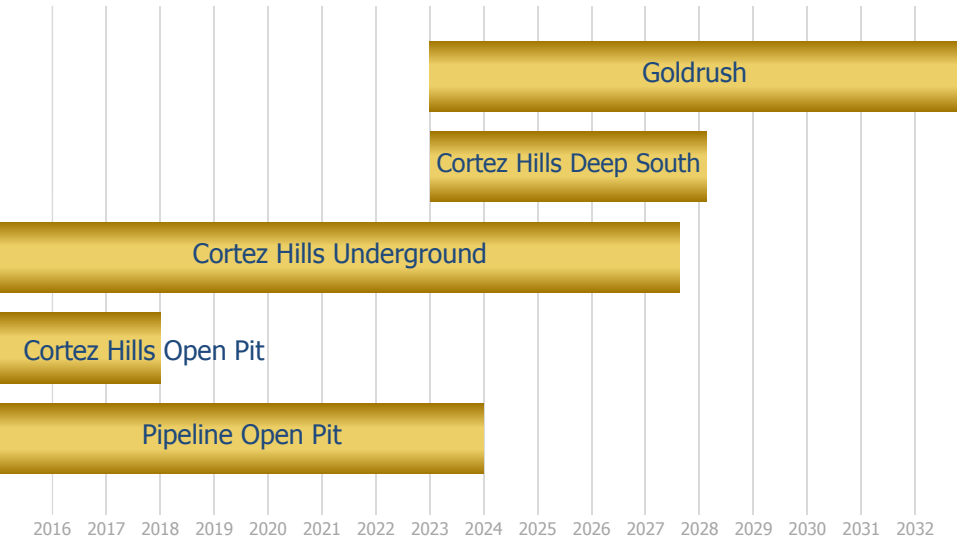 Goldrush
Cortez Hills Deep South
Cortez Hills Underground
Cortez Hills Open Pit
Pipeline Open Pit
2016 2017 2018 2019 2020 2021 2022 2023 2024 2025 2026 2027 2028 2029 2030 2031 2032